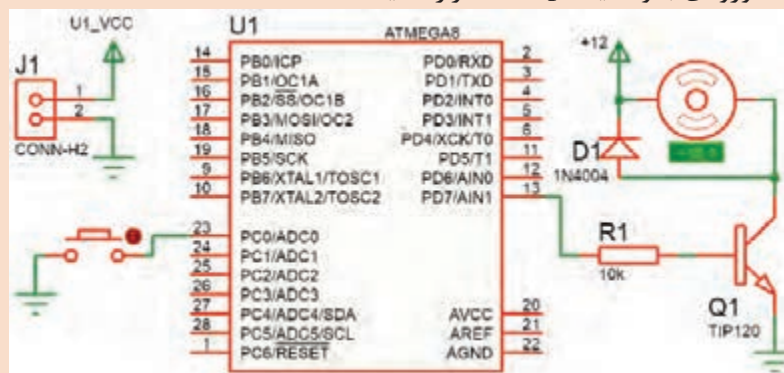 U1_VCC
U1
ATMEGA8
J1
1
2
CONN-H2
14 PB0/ICP PD0/RXD 2
15 PB1/OC1A PD1/TXD 3
16 PB2/SS/OC1B PD2/INT0 4
17 PB3/MOSI/OC2 PD3/INT1 5
18 PB4/MISO PD4/XCK/T0 6
19 PB5/SCK PD5/T1 11
9 PB6/XTAL1/TOSC1 PD6/AIN0 12
10 PB7/XTAL2/TOSC2 PD7/AIN1 13
23 PC0/ADC0
24 PC1/ADC1
25 PC2/ADC2
26 PC3/ADC3
27 PC4/ADC4/SDA AVCC 20
28 PC5/ADC5/SCL AREF 21
1 PC6/RESET AGND 22
+12
D1
1N4004
R1
10k
Q1
TIP120